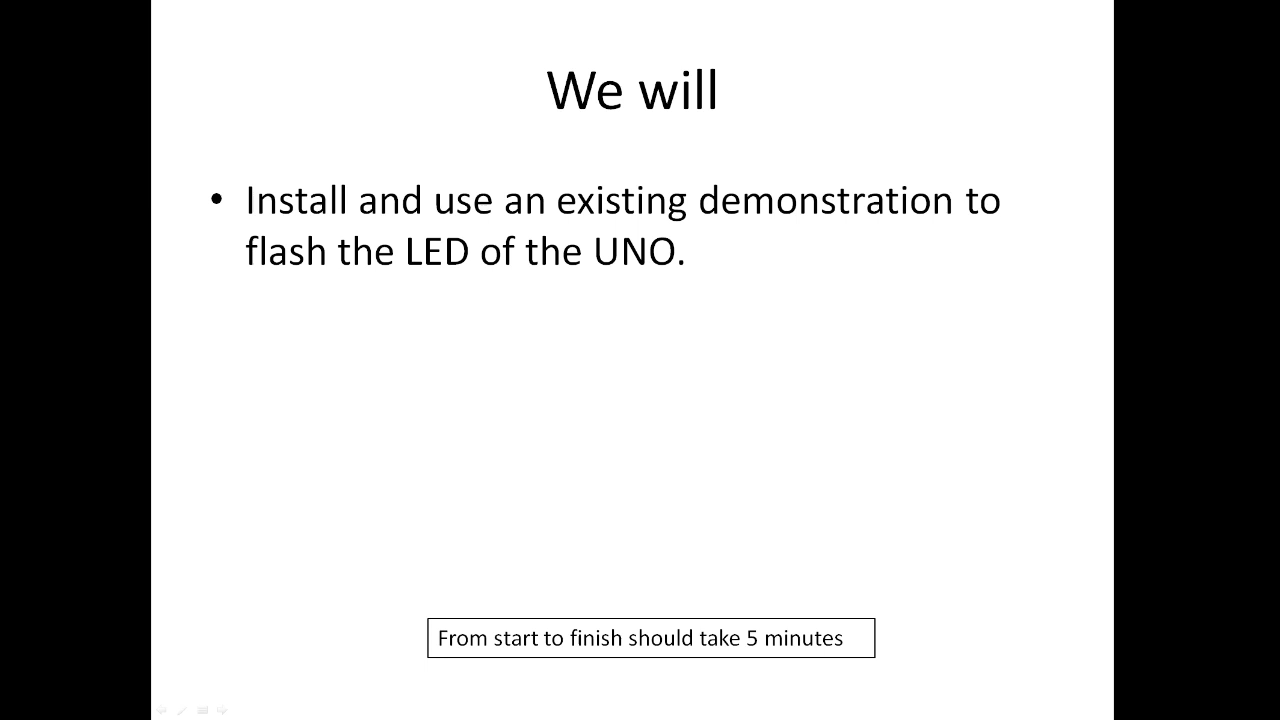 We will
• Install and use an existing demonstration to
flash the LED of the UNO.
From start to finish should take 5 minutes